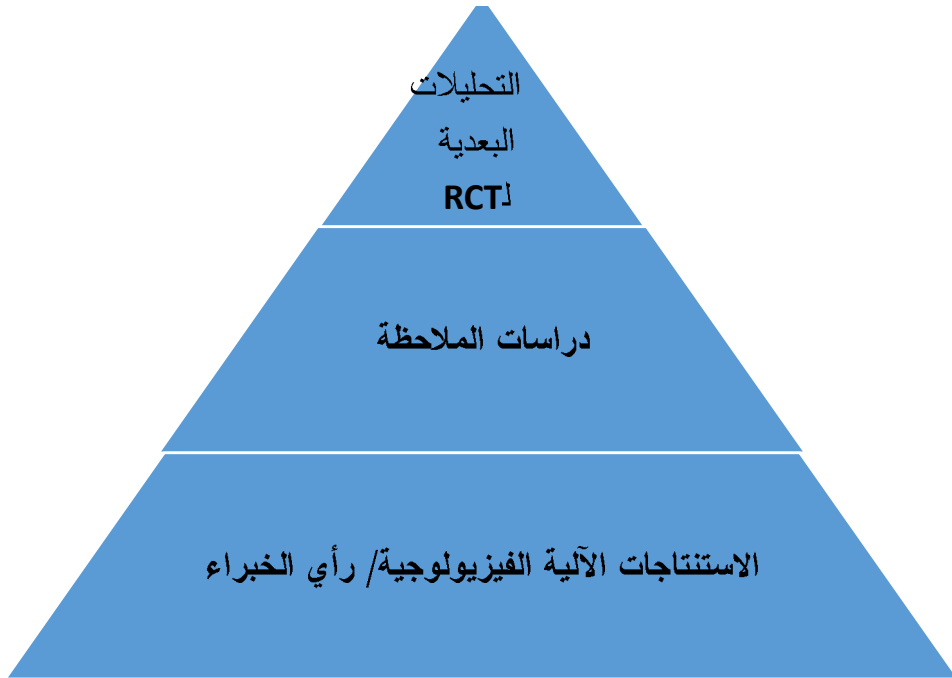 التحليلات
البعدية
لـRCT
دراسات الملاحظة
الاستنتاجات الآلية الفيزيولوجية/ رأي الخبراء